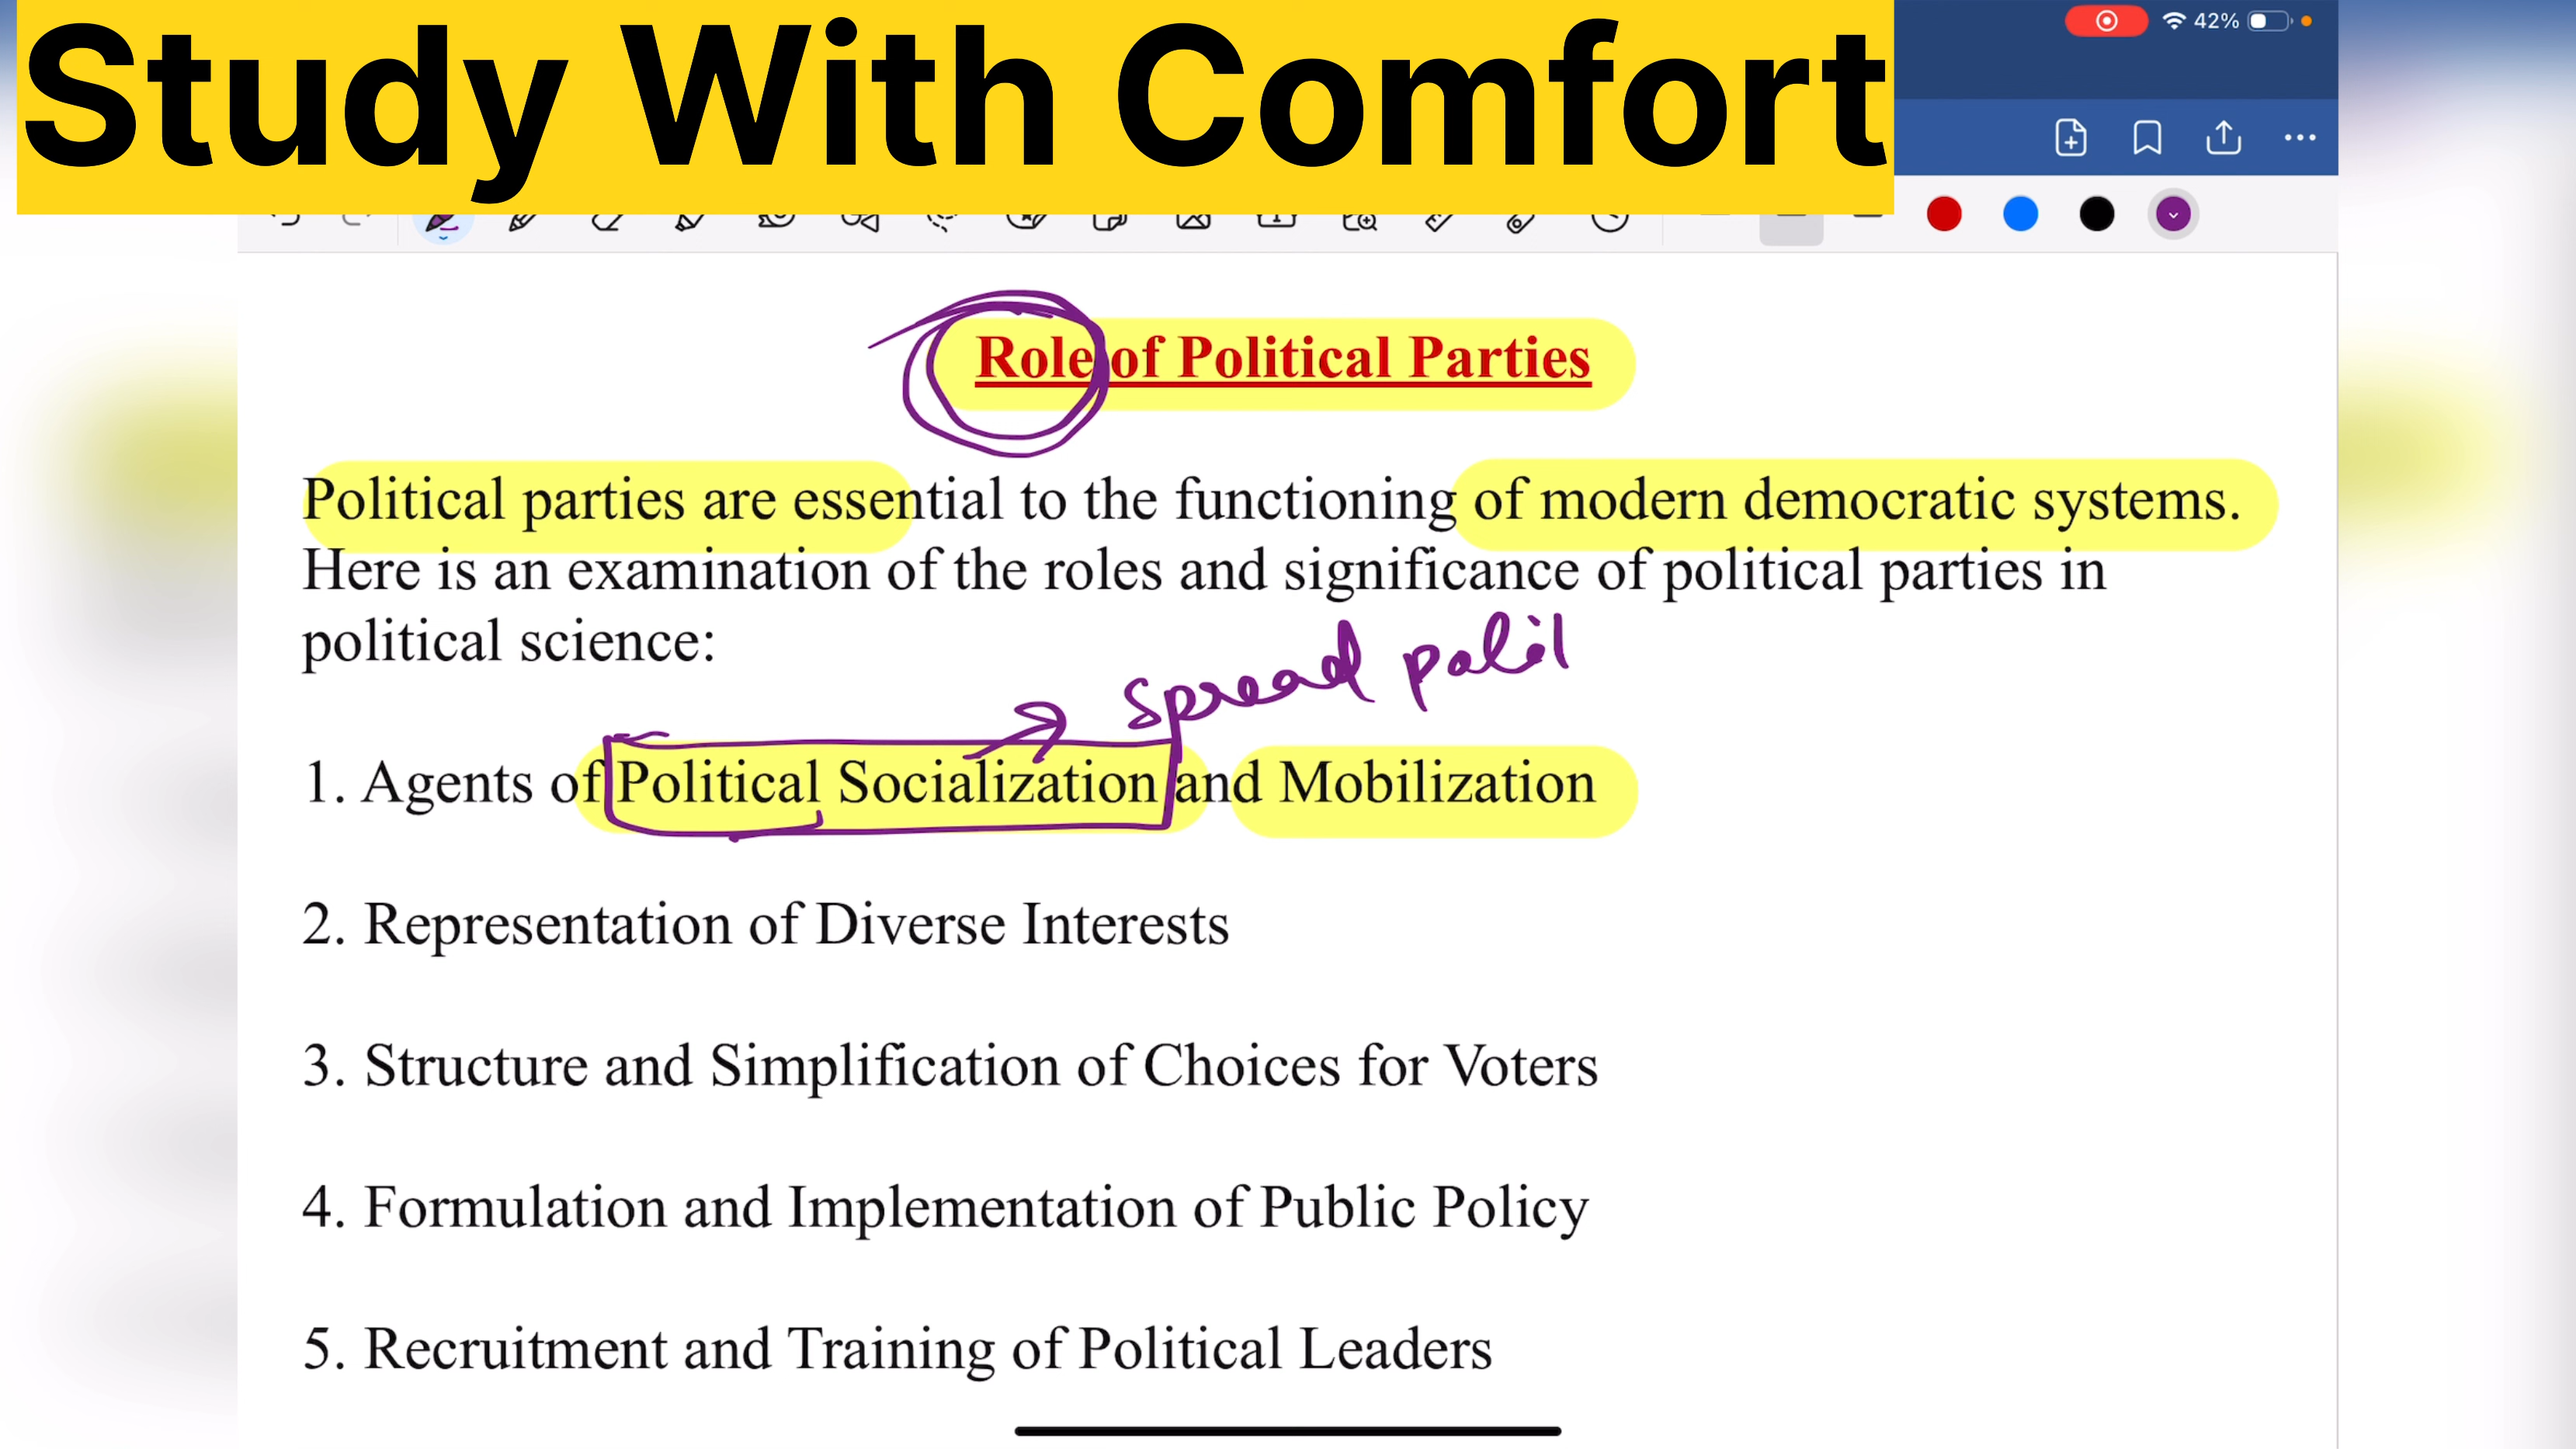 Study With Comfort
42%
Role of Political Parties
Political parties are essential to the functioning of modern democratic systems.
Here is an examination of the roles and significance of political parties in
political science:
spread polit
1. Agents of Political Socialization and Mobilization
2. Representation of Diverse Interests
3. Structure and Simplification of Choices for Voters
4. Formulation and Implementation of Public Policy
5. Recruitment and Training of Political Leaders